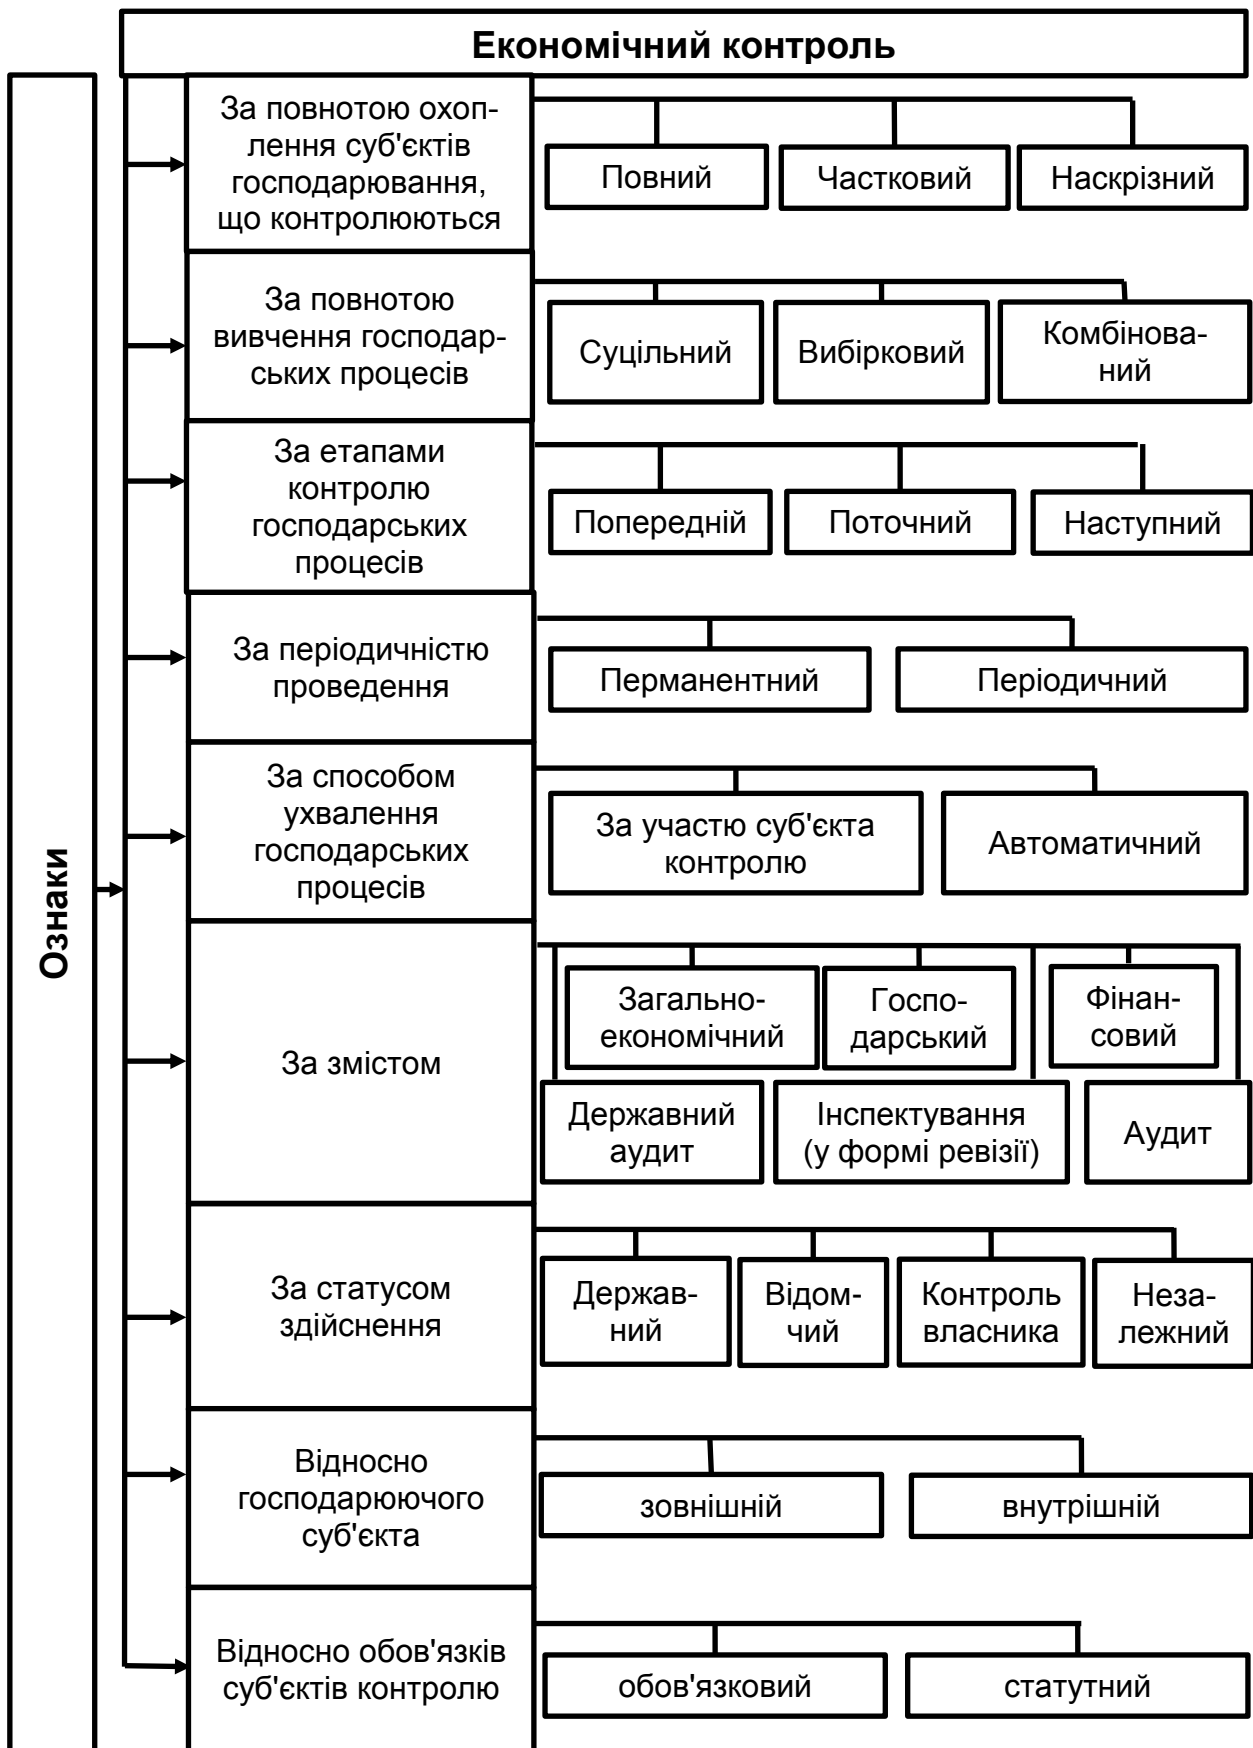 Економічний контроль
Ознаки
За повнотою охоп-
лення суб'єктів
господарювання,
що контролюються
Повний
Частковий
Наскрізний
За повнотою
вивчення господар-
ських процесів
Суцільний
Вибірковий
Комбінова-
ний
За етапами
контролю
господарських
процесів
Попередній
Поточний
Наступний
За періодичністю
проведення
Перманентний
Періодичний
За способом
ухвалення
господарських
процесів
За участю суб'єкта
контролю
Автоматичний
За змістом
Загально-
економічний
Госпо-
дарський
Фінан-
совий
Державний
аудит
Інспектування
(у формі ревізії)
Аудит
За статусом
здійснення
Держав-
ний
Відом-
чий
Контроль
власника
Неза-
лежний
Відносно
господарюючого
суб'єкта
зовнішній
внутрішній
Відносно обов'язків
суб'єктів контролю
обов'язковий
статутний